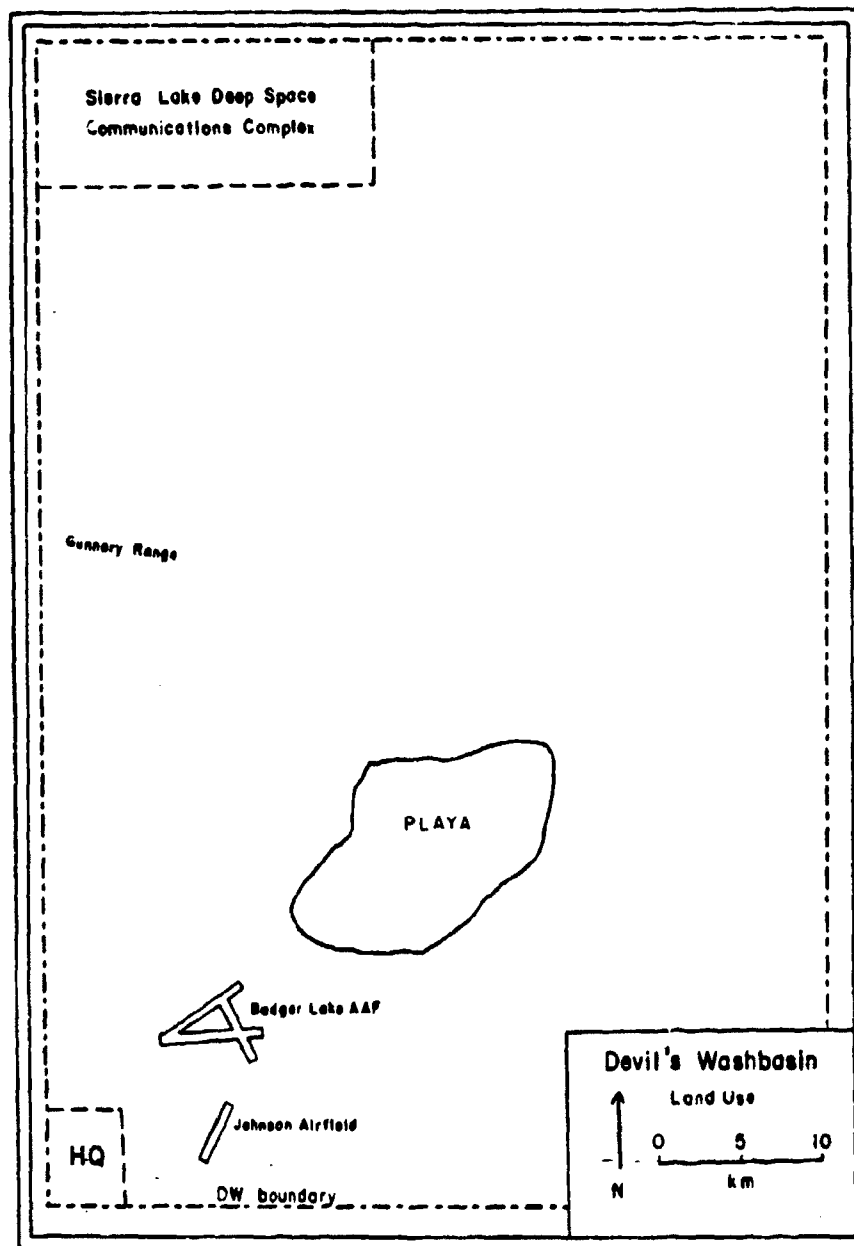 Sierra Lake Deep Space
Communications Complex
Gunnery Range
PLAYA
Badger Lake AAF
Johnson Airfield
HQ
DW boundary
Devil's Washbasin
Land Use
0 5 10
km
N